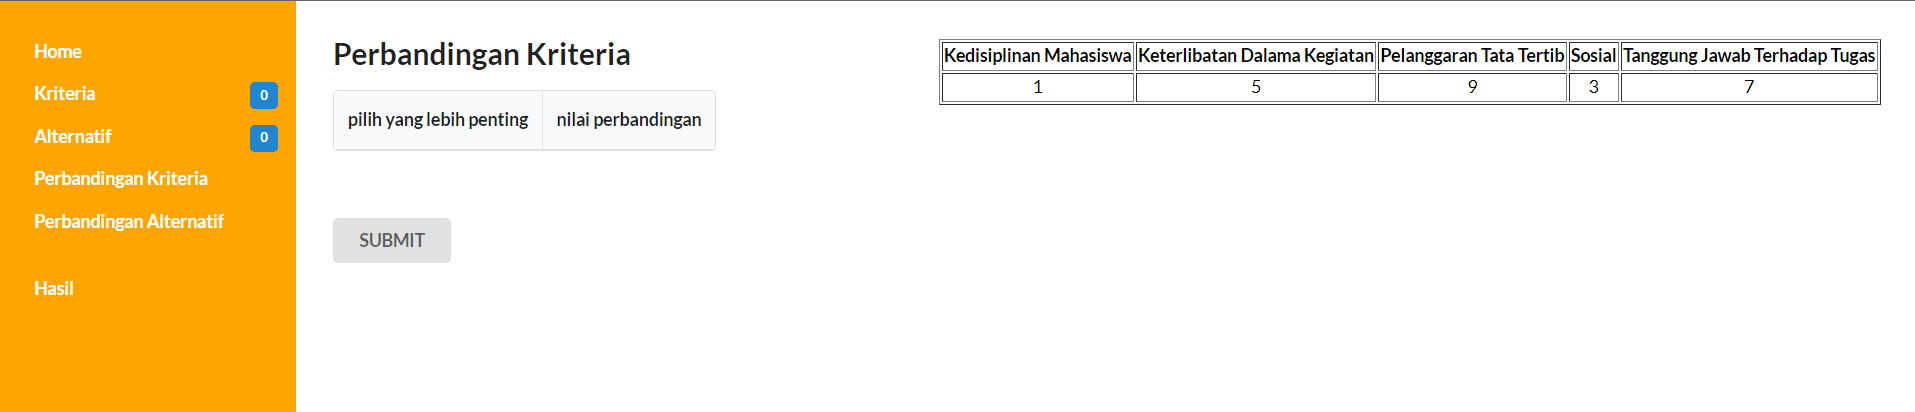 Home
Kriteria 0
Alternatif 0
Perbandingan Kriteria
Perbandingan Alternatif
Hasil
Perbandingan Kriteria
pilih yang lebih penting nilai perbandingan
SUBMIT
Kedisiplinan Mahasiswa Keterlibatan Dalama Kegiatan Pelanggaran Tata Tertib Sosial Tanggung Jawab Terhadap Tugas
1 5 9 3 7